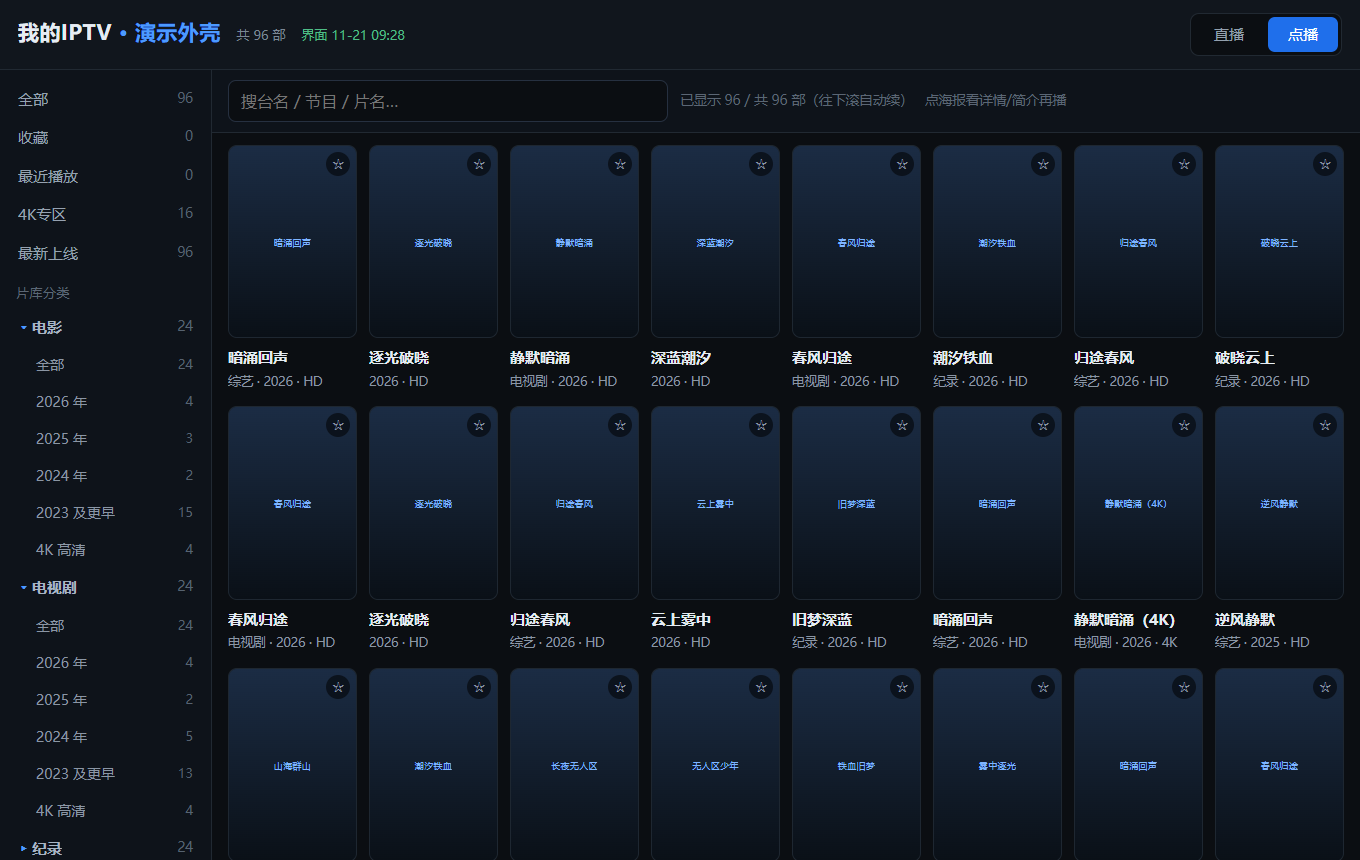 我的IPTV • 演示外壳 共 96 部 界面 11-21 09:28 直播 点播
全部 96
收藏 0
最近播放 0
4K专区 16
最新上线 96
片库分类
▾ 电影 24
全部 24
2026 年 4
2025 年 3
2024 年 2
2023 及更早 15
4K 高清 4
▾ 电视剧 24
全部 24
2026 年 4
2025 年 2
2024 年 5
2023 及更早 13
4K 高清 4
▸ 纪录 24
搜台名 / 节目 / 片名... 已显示 96 / 共 96 部（往下滚自动续） 点海报看详情/简介再播
☆ ☆ ☆ ☆ ☆ ☆ ☆ ☆
暗涌回声 逐光破晓 静默暗涌 深蓝潮汐 春风归途 潮汐铁血 归途春风 破晓云上
暗涌回声 逐光破晓 静默暗涌 深蓝潮汐 春风归途 潮汐铁血 归途春风 破晓云上
综艺 · 2026 · HD 2026 · HD 电视剧 · 2026 · HD 2026 · HD 电视剧 · 2026 · HD 纪录 · 2026 · HD 综艺 · 2026 · HD 纪录 · 2026 · HD
☆ ☆ ☆ ☆ ☆ ☆ ☆ ☆
春风归途 逐光破晓 归途春风 云上雾中 旧梦深蓝 暗涌回声 静默暗涌（4K） 逆风静默
春风归途 逐光破晓 归途春风 云上雾中 旧梦深蓝 暗涌回声 静默暗涌（4K） 逆风静默
电视剧 · 2026 · HD 2026 · HD 综艺 · 2026 · HD 2026 · HD 纪录 · 2026 · HD 综艺 · 2026 · HD 电视剧 · 2026 · 4K 综艺 · 2025 · HD
☆ ☆ ☆ ☆ ☆ ☆ ☆ ☆
山海群山 潮汐铁血 长夜无人区 无人区少年 铁血旧梦 雾中逐光 暗涌回声 春风归途